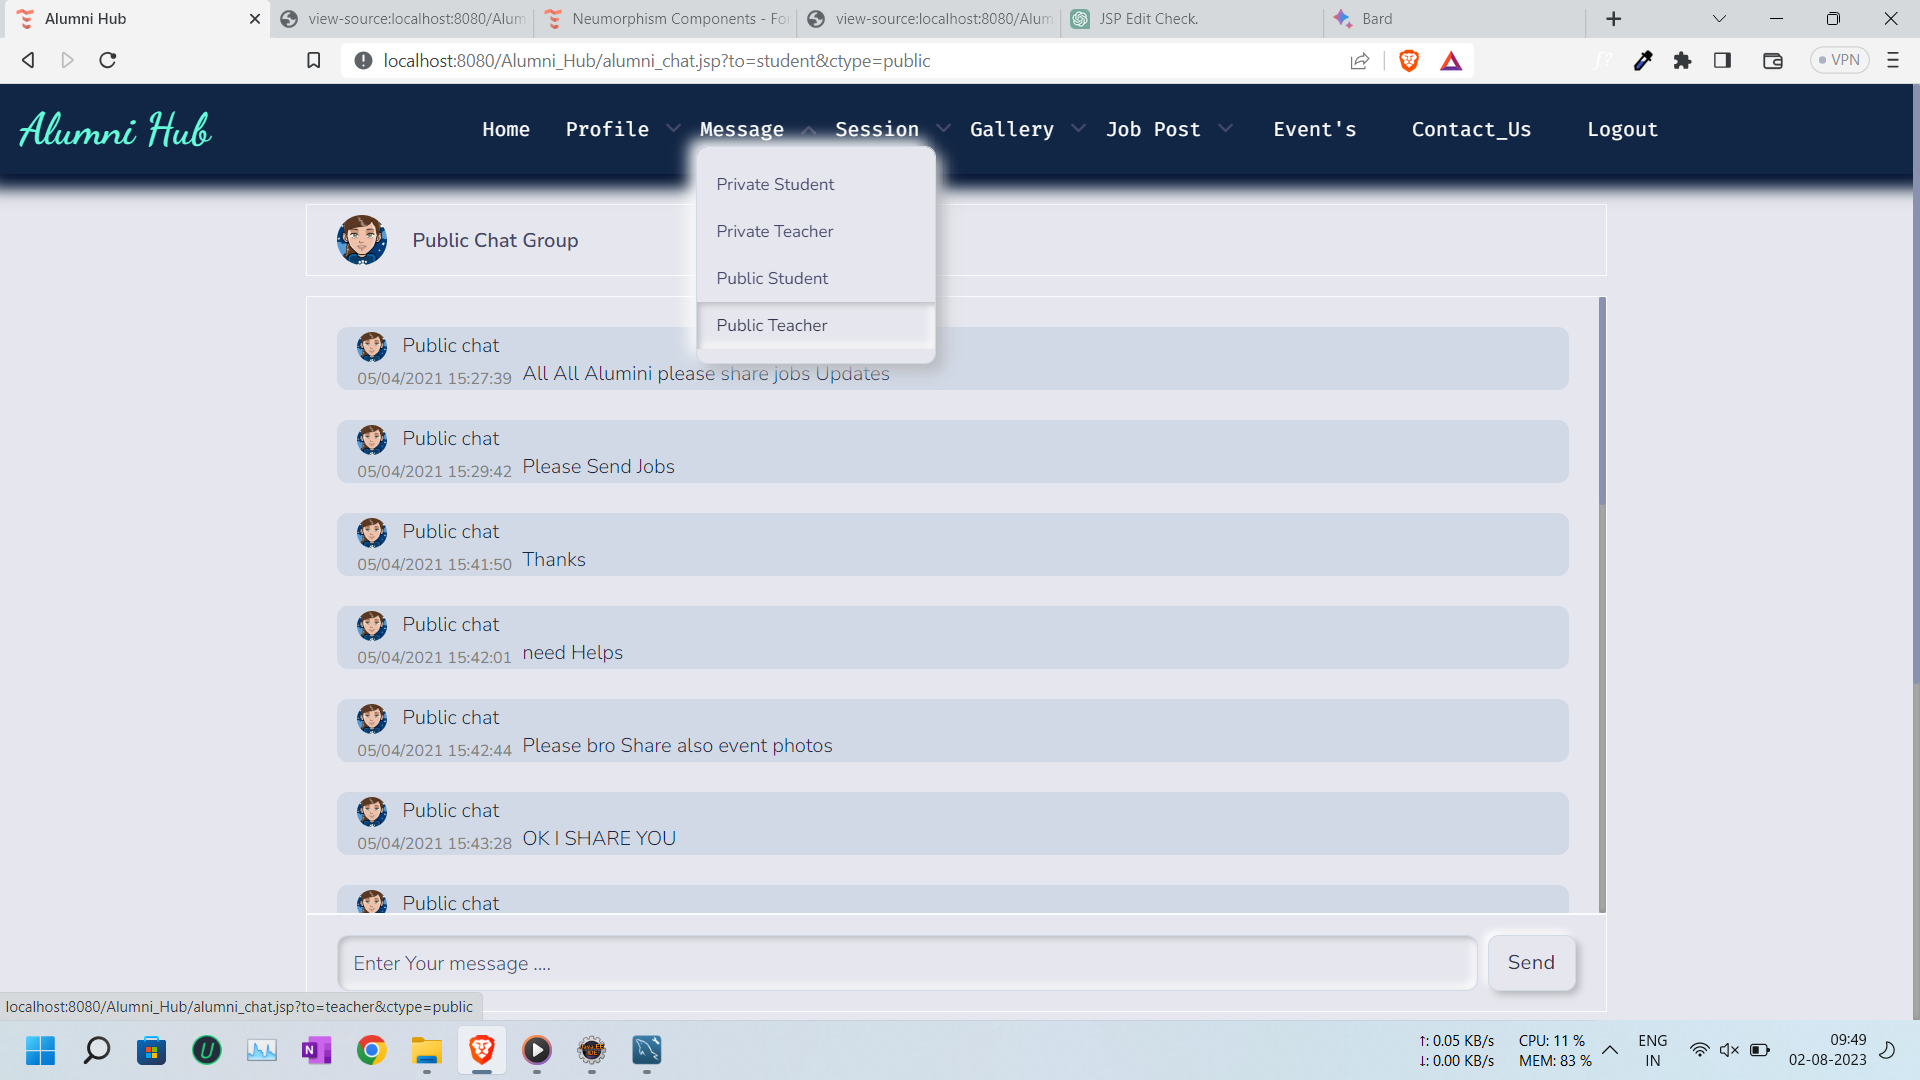 Alumni Hub
view-source:localhost:8080/Alum
Neumorphism Components - For
view-source:localhost:8080/Alum
JSP Edit Check.
Bard
localhost:8080/Alumni_Hub/alumni_chat.jsp?to=student&ctype=public
VPN
Alumni Hub
Home
Profile
Message
Session
Gallery
Job Post
Event's
Contact_Us
Logout
Private Student
Private Teacher
Public Student
Public Teacher
Public Chat Group
Public chat
05/04/2021 15:27:39 All All Alumini please share jobs Updates
Public chat
05/04/2021 15:29:42 Please Send Jobs
Public chat
05/04/2021 15:41:50 Thanks
Public chat
05/04/2021 15:42:01 need Helps
Public chat
05/04/2021 15:42:44 Please bro Share also event photos
Public chat
05/04/2021 15:43:28 OK I SHARE YOU
Public chat
Enter Your message ....
Send
localhost:8080/Alumni_Hub/alumni_chat.jsp?to=teacher&ctype=public
↑: 0.05 KB/s
↓: 0.00 KB/s
CPU: 11 %
MEM: 83 %
ENG
IN
09:49
02-08-2023